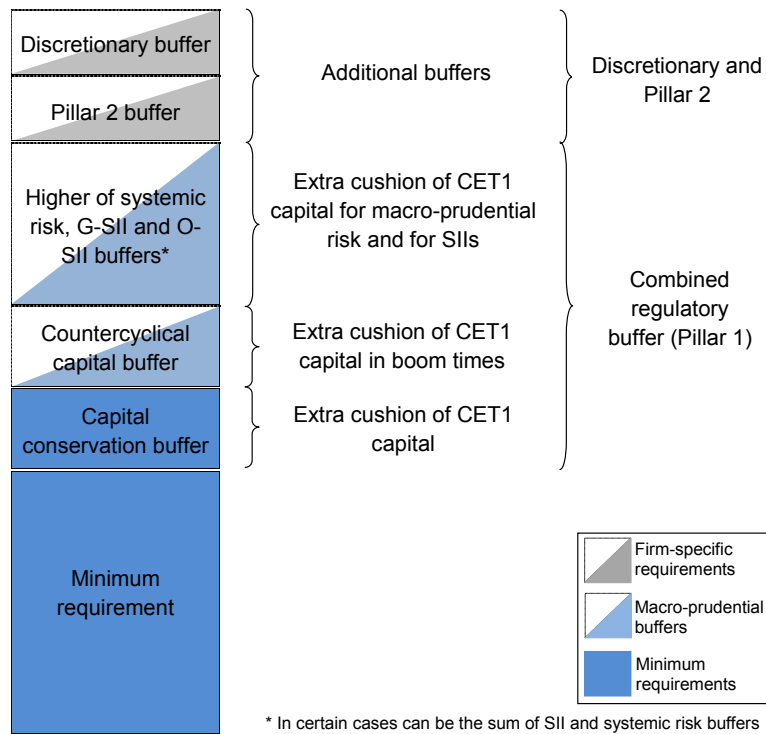 Discretionary buffer
Additional buffers
Discretionary and
Pillar 2
Pillar 2 buffer
Higher of systemic
risk, G-SII and O-
SII buffers*
Extra cushion of CET1
capital for macro-prudential
risk and for SIIs
Combined
regulatory
buffer (Pillar 1)
Countercyclical
capital buffer
Extra cushion of CET1
capital in boom times
Capital
conservation buffer
Extra cushion of CET1
capital
Minimum
requirement
Firm-specific
requirements
Macro-prudential
buffers
Minimum
requirements
* In certain cases can be the sum of SII and systemic risk buffers